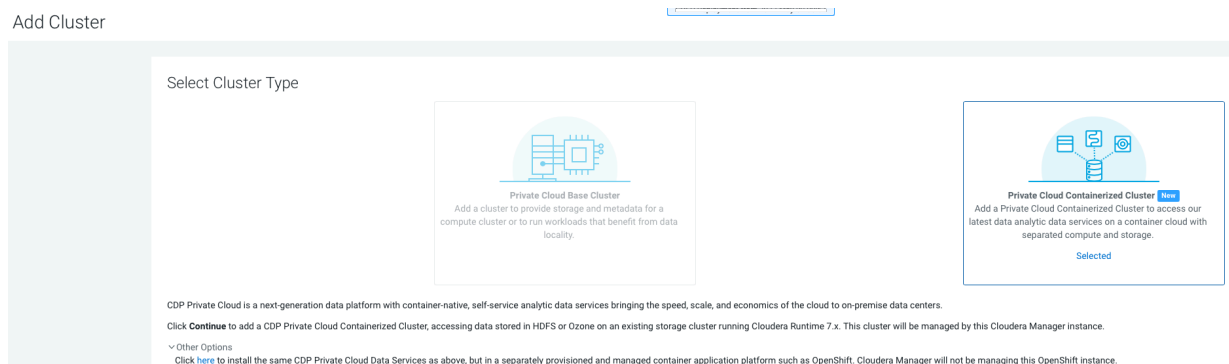 Add Cluster
Select Cluster Type
Private Cloud Base Cluster
Add a cluster to provide storage and metadata for a
compute cluster or to run workloads that benefit from data
locality.
Private Cloud Containerized Cluster New
Add a Private Cloud Containerized Cluster to access our
latest data analytic data services on a container cloud with
separated compute and storage.
Selected
CDP Private Cloud is a next-generation data platform with container-native, self-service analytic data services bringing the speed, scale, and economics of the cloud to on-premise data centers.
Click Continue to add a CDP Private Cloud Containerized Cluster, accessing data stored in HDFS or Ozone on an existing storage cluster running Cloudera Runtime 7.x. This cluster will be managed by this Cloudera Manager instance.
Other Options
Click here to install the same CDP Private Cloud Data Services as above, but in a separately provisioned and managed container application platform such as OpenShift. Cloudera Manager will not be managing this OpenShift instance.